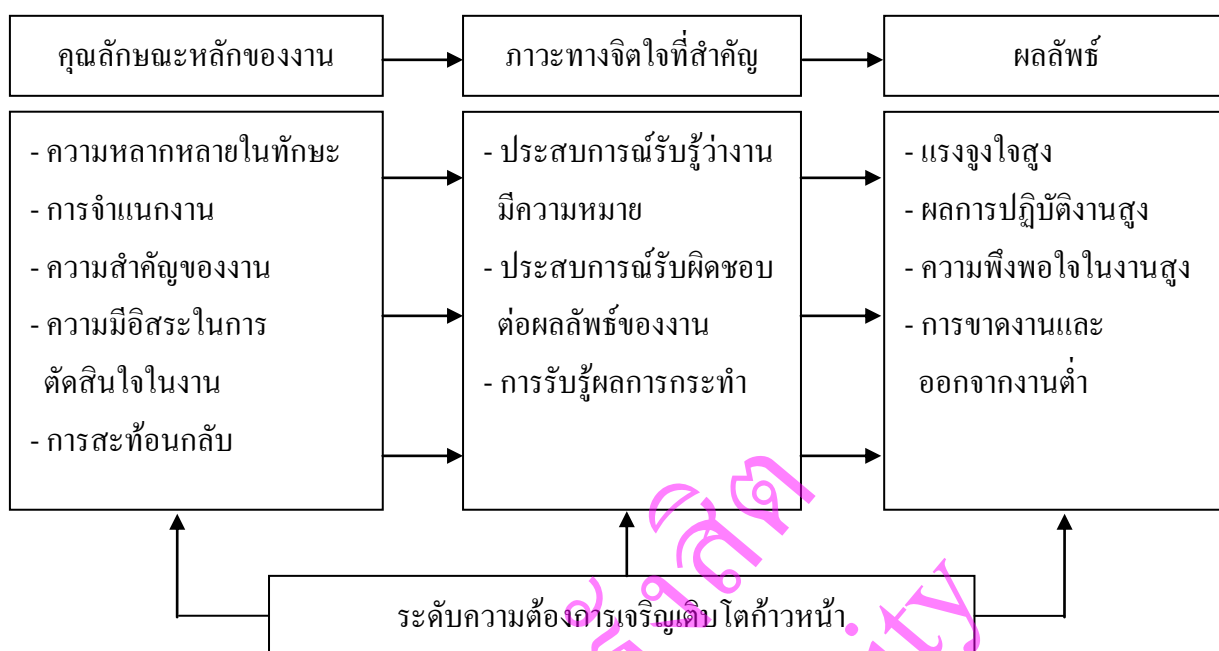 คุณลักษณะหลักของงาน
ภาวะทางจิตใจที่สำคัญ
ผลลัพธ์
- ความหลากหลายในทักษะ
- การจำแนกงาน
- ความสำคัญของงาน
- ความมีอิสระในการ
ตัดสินใจในงาน
- การสะท้อนกลับ
- ประสบการณ์รับรู้ว่างาน
มีความหมาย
- ประสบการณ์รับผิดชอบ
ต่อผลลัพธ์ของงาน
- การรับรู้ผลการกระทำ
- แรงจูงใจสูง
- ผลการปฏิบัติงานสูง
- ความพึงพอใจในงานสูง
- การขาดงานและ
ออกจากงานต่ำ
ระดับความต้องการเจริญเติบโตก้าวหน้า